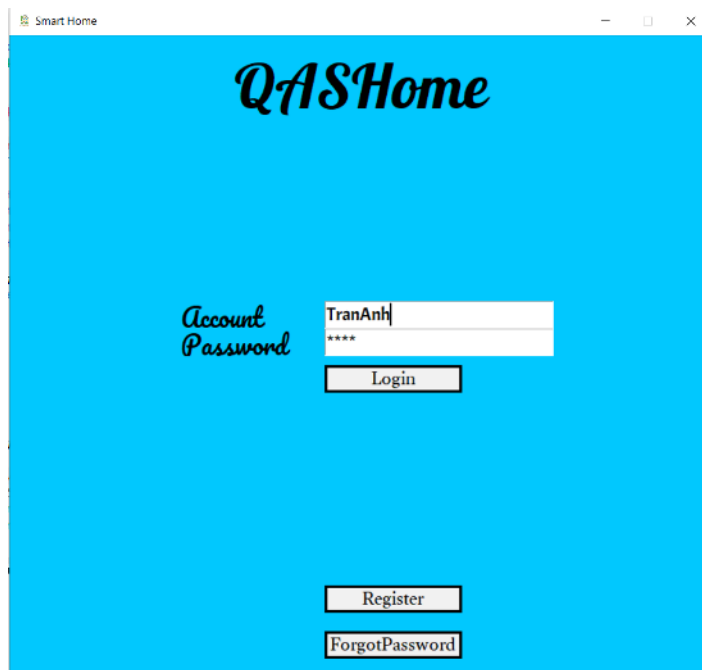 Smart Home
QASHome
Account TranAnh
Password ****
Login
Register
ForgotPassword